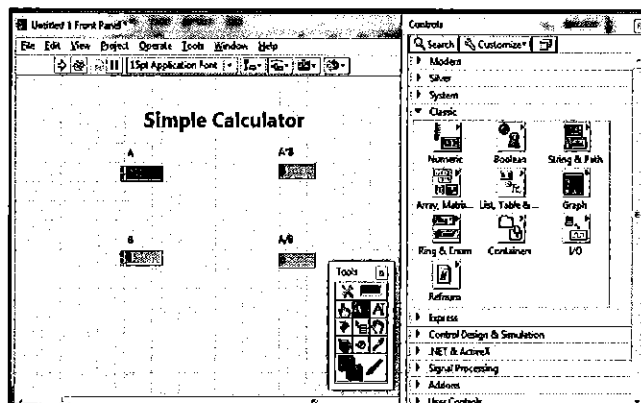 Untitled 1 Front Panel *
File Edit View Project Operate Tools Window Help
15pt Application Font
Simple Calculator
A
A*B
B
A/B
Tools
Controls
Search Customize
Modern
Silver
System
Classic
Numeric Boolean String & Path
Array, Matrix... List, Table &... Graph
Ring & Enum Containers I/O
Refnum
Express
Control Design & Simulation
.NET & ActiveX
Signal Processing
Addons
User Controls